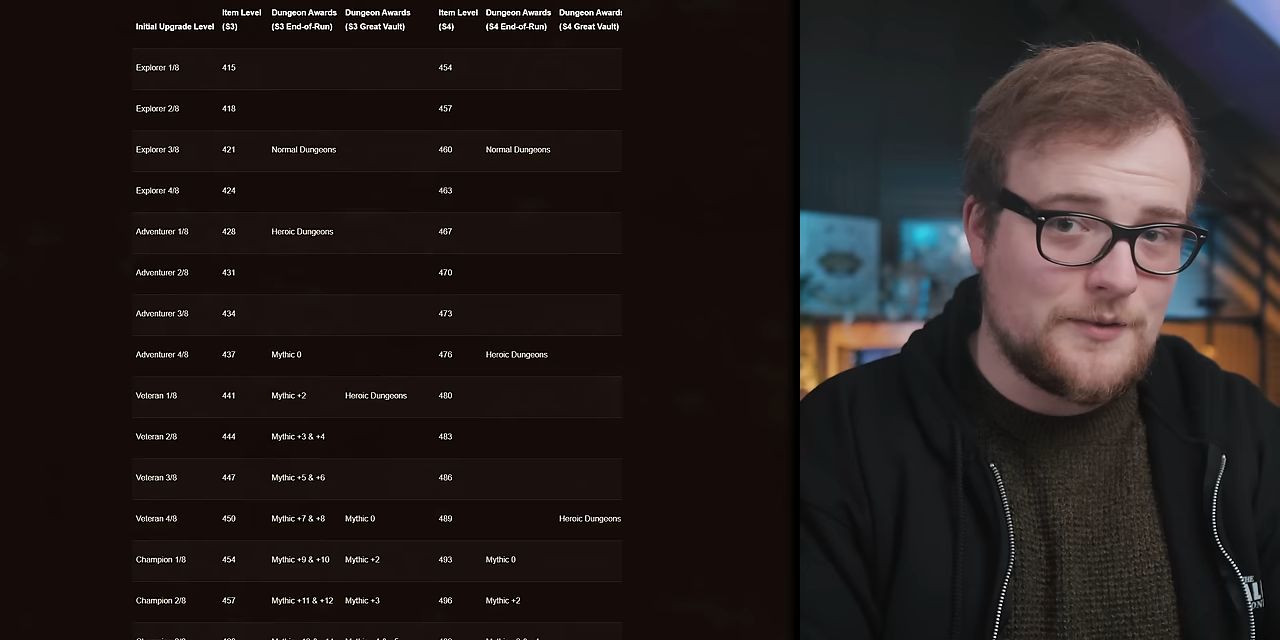 Item Level Dungeon Awards Dungeon Awards Item Level Dungeon Awards Dungeon Awards
Initial Upgrade Level (S3) (S3 End-of-Run) (S3 Great Vault) (S4) (S4 End-of-Run) (S4 Great Vault)
Explorer 1/8 415 454
Explorer 2/8 418 457
Explorer 3/8 421 Normal Dungeons 460 Normal Dungeons
Explorer 4/8 424 463
Adventurer 1/8 428 Heroic Dungeons 467
Adventurer 2/8 431 470
Adventurer 3/8 434 473
Adventurer 4/8 437 Mythic 0 476 Heroic Dungeons
Veteran 1/8 441 Mythic +2 Heroic Dungeons 480
Veteran 2/8 444 Mythic +3 & +4 483
Veteran 3/8 447 Mythic +5 & +6 486
Veteran 4/8 450 Mythic +7 & +8 Mythic 0 489 Heroic Dungeons
Champion 1/8 454 Mythic +9 & +10 Mythic +2 493 Mythic 0
Champion 2/8 457 Mythic +11 & +12 Mythic +3 496 Mythic +2
THE